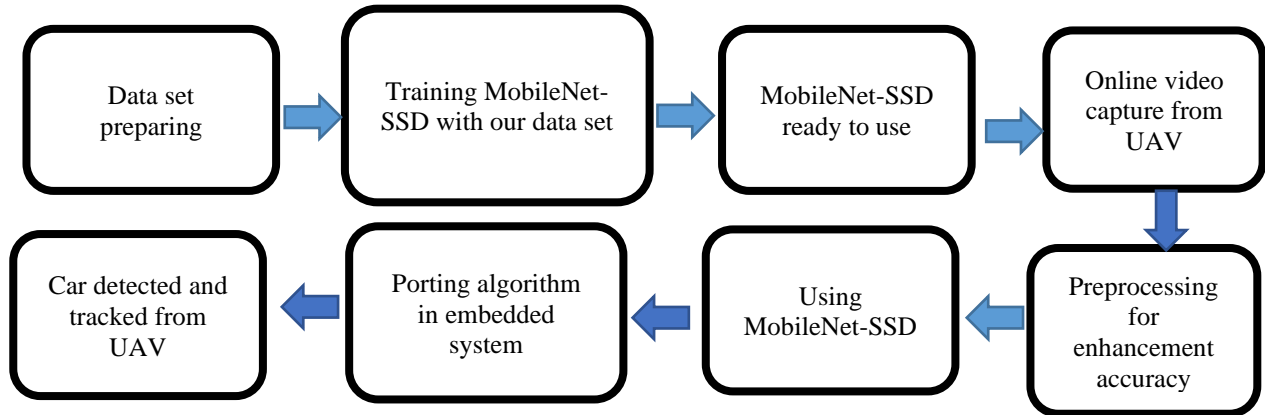 Data set
preparing
Training MobileNet-
SSD with our data set
MobileNet-SSD
ready to use
Online video
capture from
UAV
Preprocessing
for
enhancement
accuracy
Using
MobileNet-SSD
Porting algorithm
in embedded
system
Car detected and
tracked from
UAV